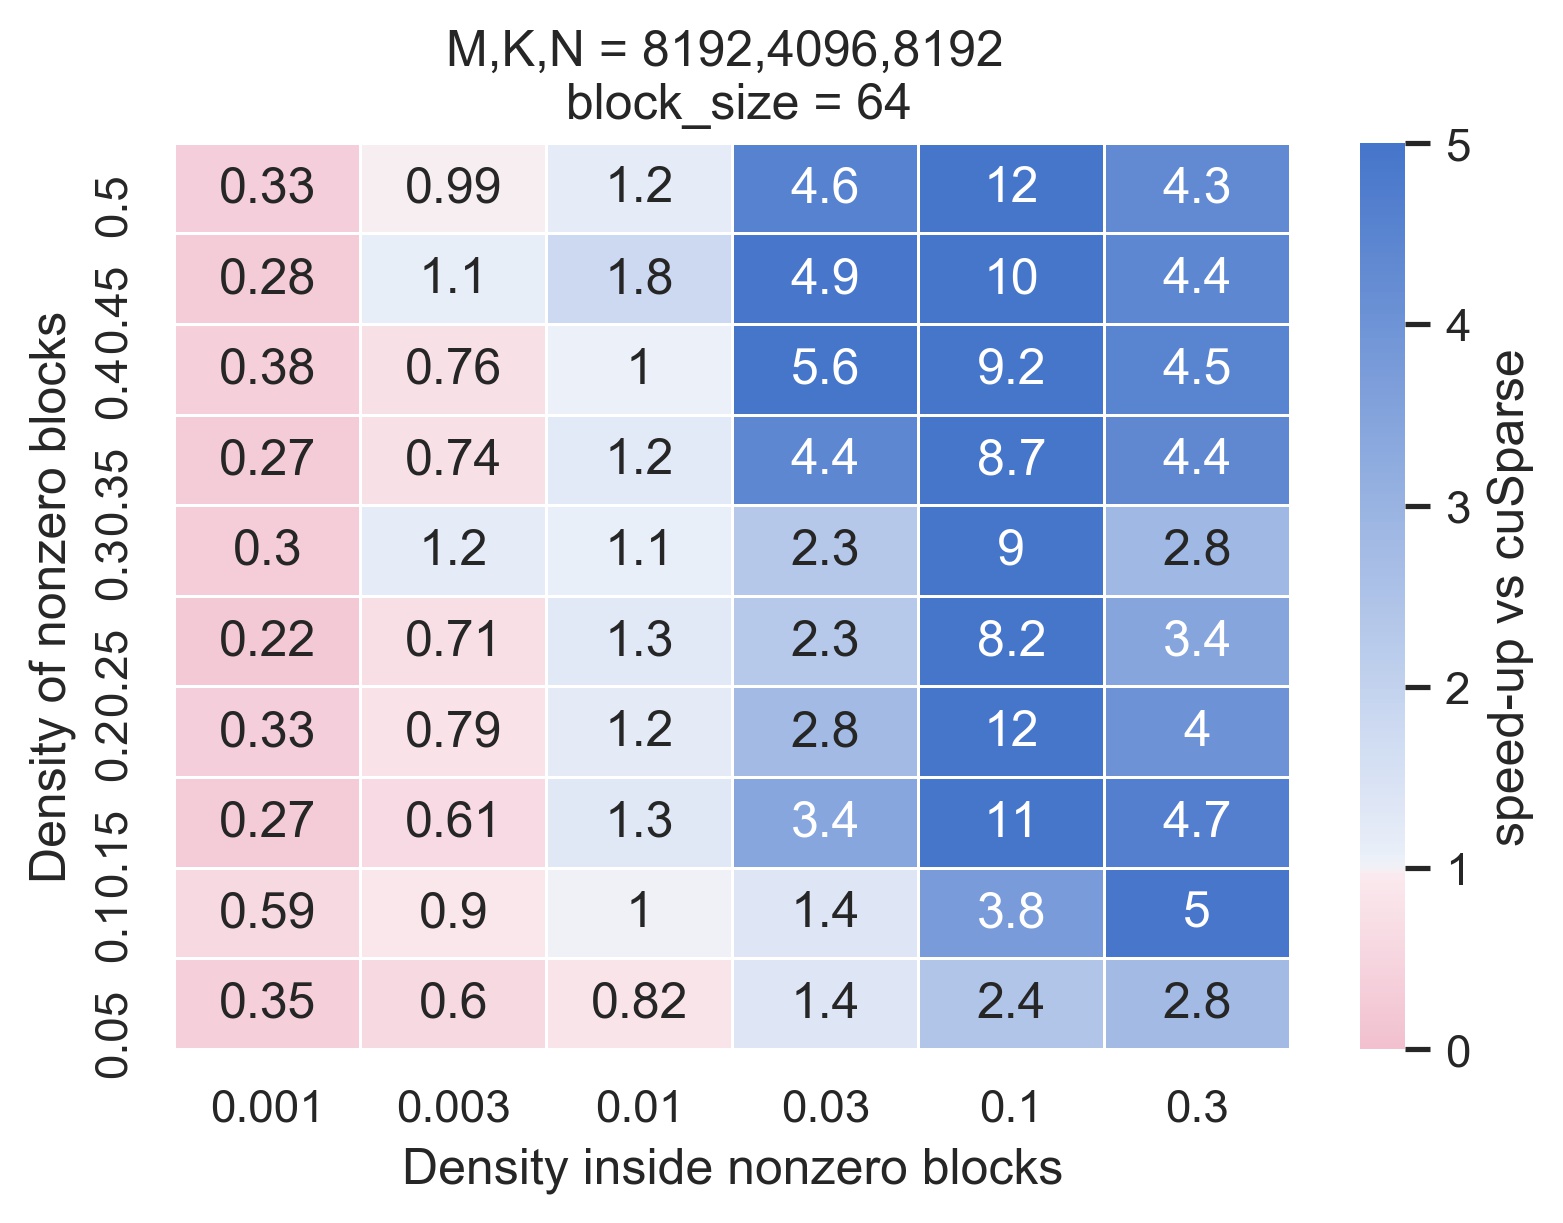 M,K,N = 8192,4096,8192
block_size = 64
Density of nonzero blocks
0.5 0.33 0.99 1.2 4.6 12 4.3
0.45 0.28 1.1 1.8 4.9 10 4.4
0.4 0.38 0.76 1 5.6 9.2 4.5
0.35 0.27 0.74 1.2 4.4 8.7 4.4
0.3 0.3 1.2 1.1 2.3 9 2.8
0.25 0.22 0.71 1.3 2.3 8.2 3.4
0.2 0.33 0.79 1.2 2.8 12 4
0.15 0.27 0.61 1.3 3.4 11 4.7
0.1 0.59 0.9 1 1.4 3.8 5
0.05 0.35 0.6 0.82 1.4 2.4 2.8
0.001 0.003 0.01 0.03 0.1 0.3
Density inside nonzero blocks
5
4
3
2
1
0
speed-up vs cuSparse